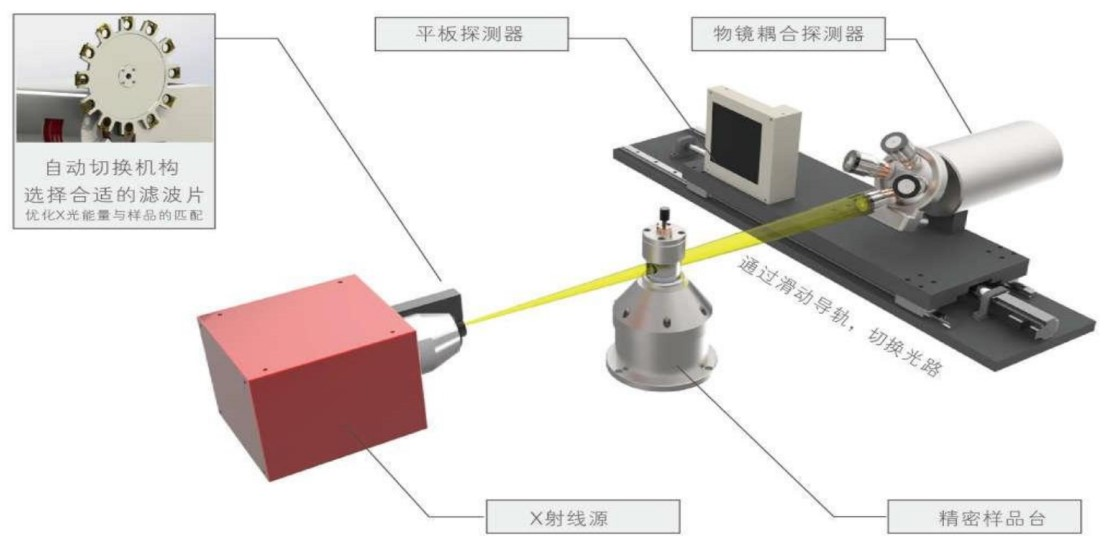 平板探测器
物镜耦合探测器
自动切换机构
选择合适的滤波片
优化X光能量与样品的匹配
通过滑动导轨，切换光路
X射线源
精密样品台